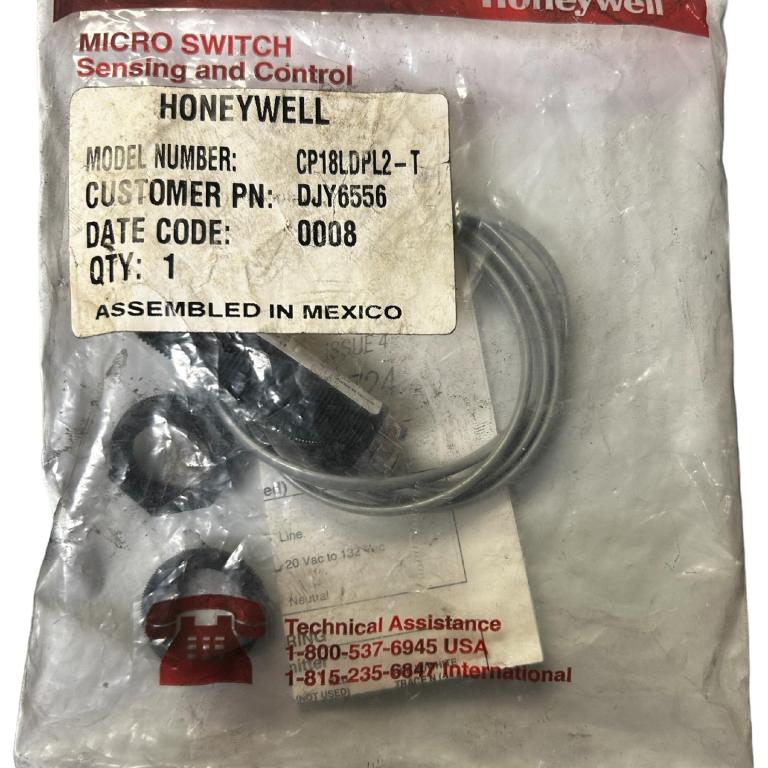 Honeywell
MICRO SWITCH
Sensing and Control
HONEYWELL
MODEL NUMBER: CP18LDPL2-T
CUSTOMER PN: DJY6556
DATE CODE: 0008
QTY: 1
ASSEMBLED IN MEXICO
ISSUE 4
Line
20 Vac to 132 Vac
Neutral
Technical Assistance
1-800-537-6945 USA
1-815-235-6847 International
(NOT USED)